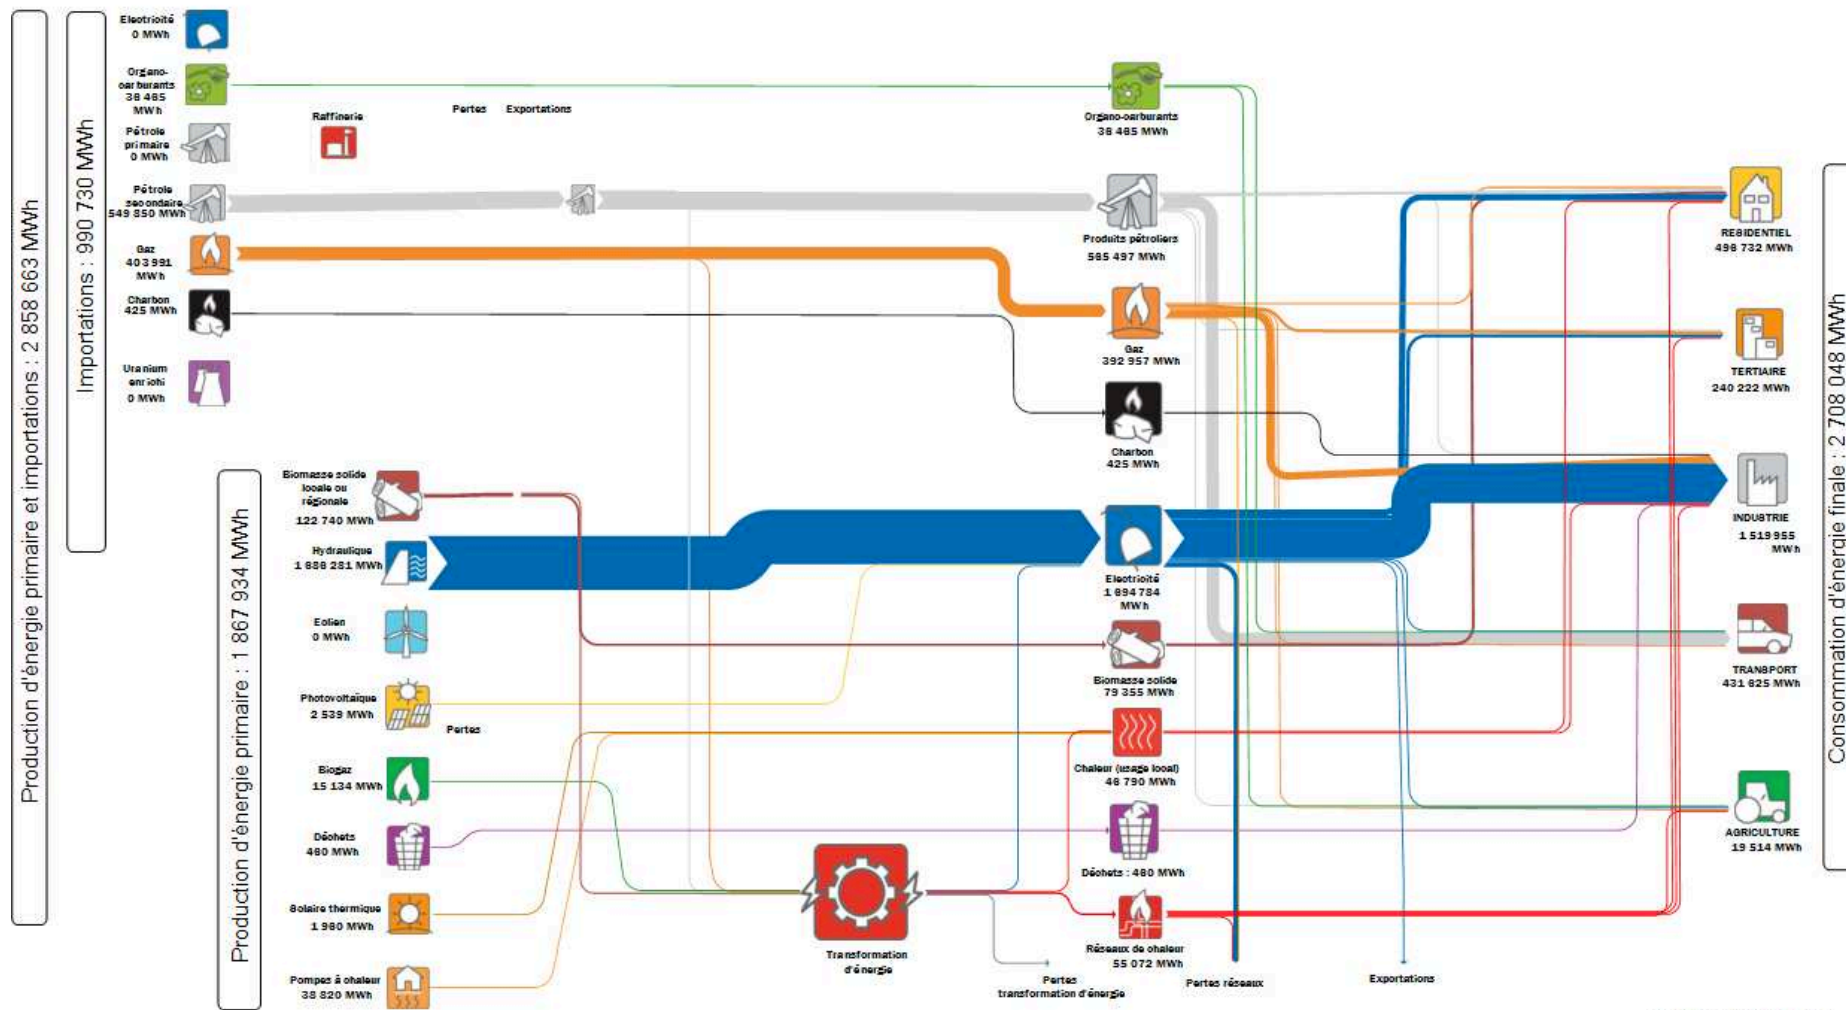 Production d'énergie primaire et importations : 2 858 663 MWh
Importations : 990 730 MWh
Electricité
0 MWh
Organo-
carburants
38 465
MWh
Pétrole
primaire
0 MWh
Pétrole
secondaire
549 850 MWh
Gaz
403 991
MWh
Charbon
425 MWh
Uranium
enrichi
0 MWh
Raffinerie
Pertes
Exportations
Production d'énergie primaire : 1 867 934 MWh
Biomasse solide
locale ou
régionale
122 740 MWh
Hydraulique
1 686 281 MWh
Eolien
0 MWh
Photovoltaïque
2 539 MWh
Pertes
Biogaz
15 134 MWh
Déchets
460 MWh
Solaire thermique
1 960 MWh
Pompes à chaleur
38 820 MWh
Transformation
d'énergie
Organo-carburants
38 465 MWh
Produits pétroliers
565 497 MWh
Gaz
392 957 MWh
Charbon
425 MWh
Electricité
1 694 784
MWh
Biomasse solide
79 355 MWh
Chaleur (usage local)
46 790 MWh
Déchets : 460 MWh
Réseaux de chaleur
55 072 MWh
Pertes
transformation d'énergie
Pertes réseaux
Exportations
RESIDENTIEL
496 732 MWh
TERTIAIRE
240 222 MWh
INDUSTRIE
1 519 955
MWh
TRANSPORT
431 625 MWh
AGRICULTURE
19 514 MWh
Consommation d'énergie finale : 2 708 048 MWh